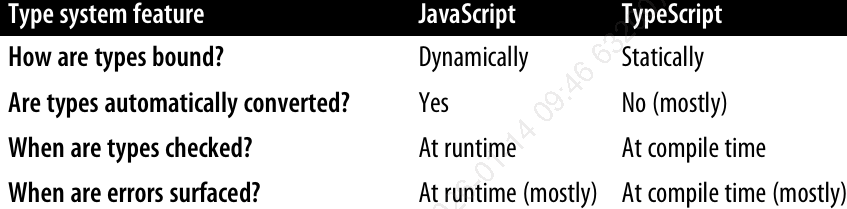 Type system feature JavaScript TypeScript
How are types bound? Dynamically Statically
Are types automatically converted? Yes No (mostly)
When are types checked? At runtime At compile time
When are errors surfaced? At runtime (mostly) At compile time (mostly)